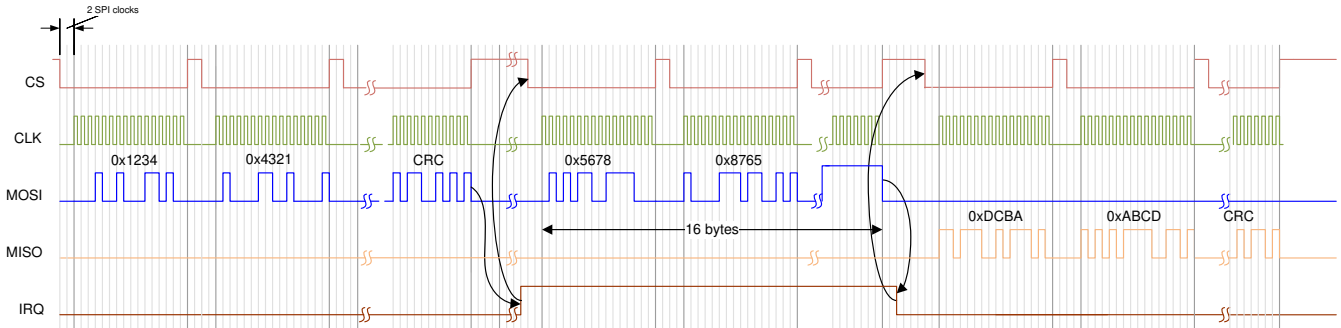 2 SPI clocks
CS
CLK
0x1234 0x4321 CRC 0x5678 0x8765
MOSI
0xDCBA 0xABCD CRC
16 bytes
MISO
IRQ